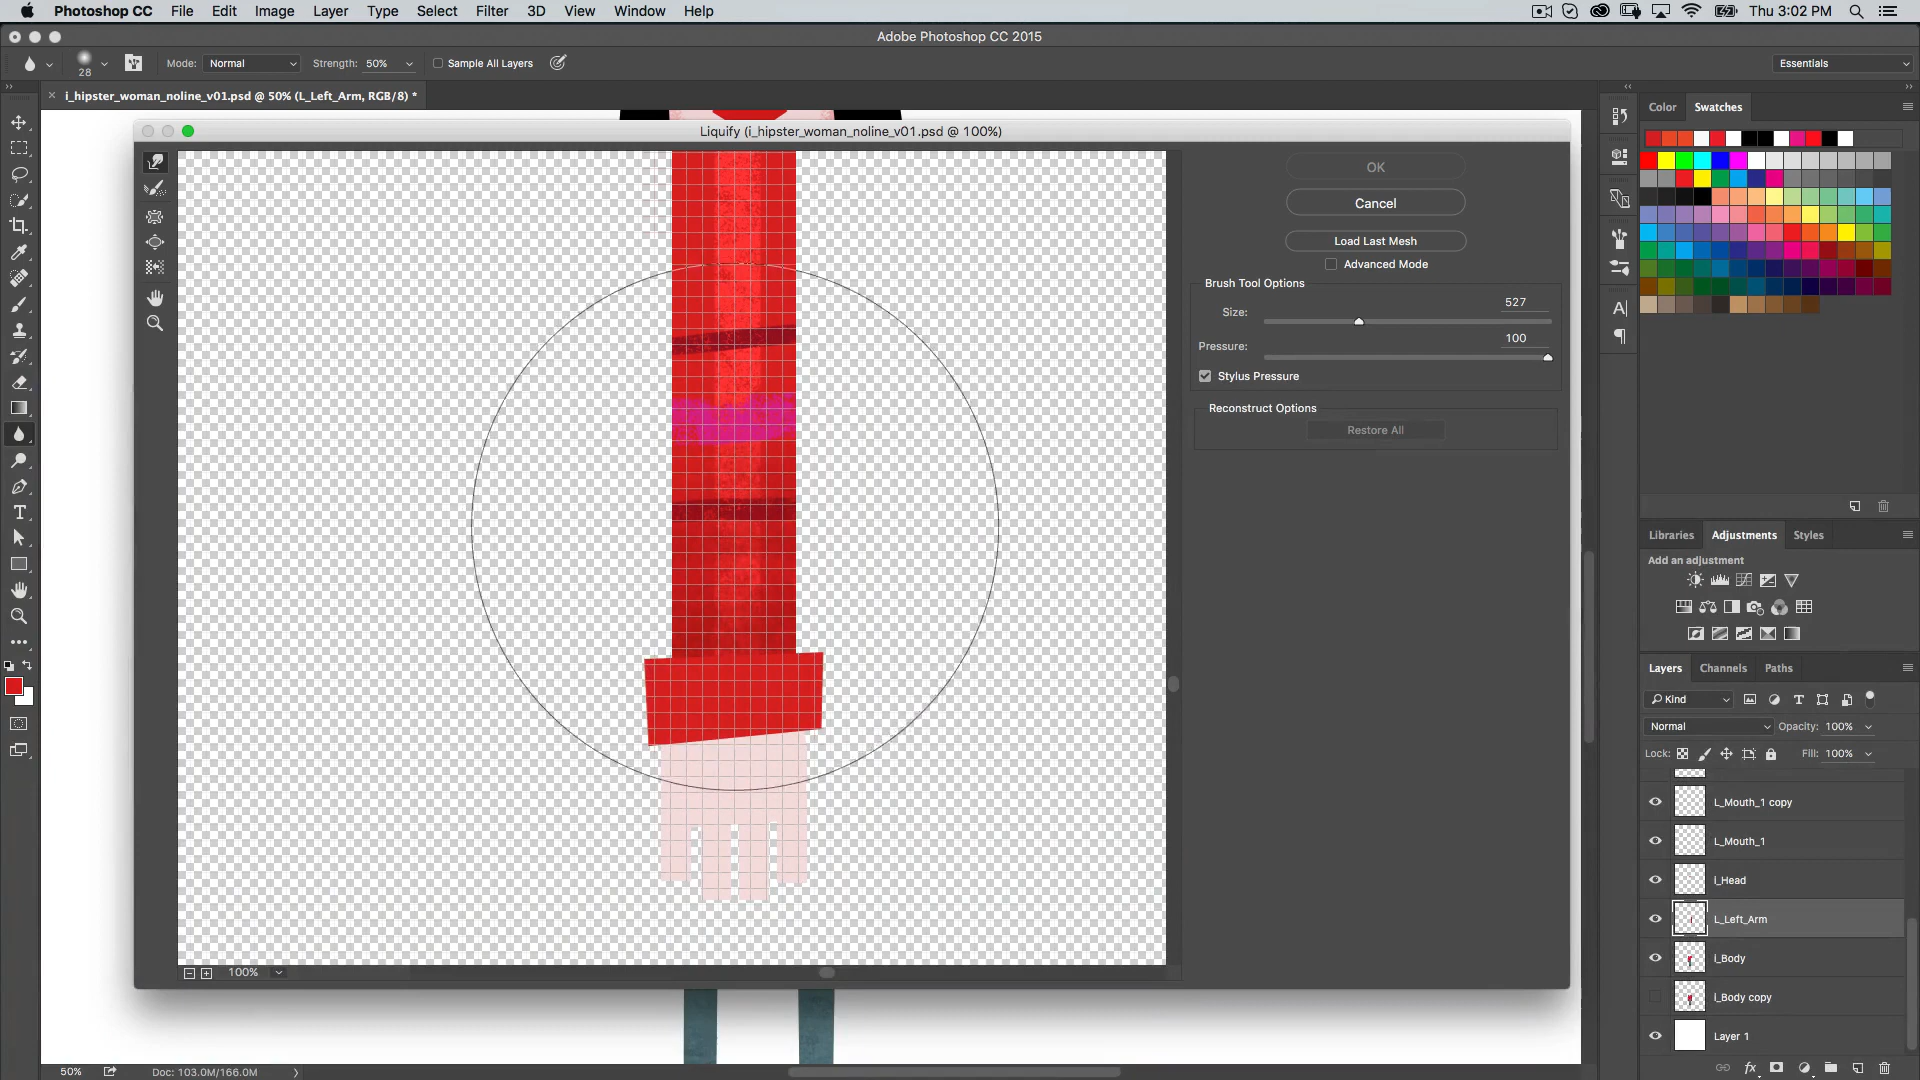 Photoshop CC File Edit Image Layer Type Select Filter 3D View Window Help Thu 3:02 PM
Adobe Photoshop CC 2015
28 Mode: Normal Strength: 50% Sample All Layers Essentials
i_hipster_woman_noline_v01.psd @ 50% (L_Left_Arm, RGB/8) *
Color Swatches
Liquify (i_hipster_woman_noline_v01.psd @ 100%)
OK
Cancel
Load Last Mesh
Advanced Mode
Brush Tool Options
Size: 527
Pressure: 100
Stylus Pressure
Reconstruct Options
Restore All
Libraries Adjustments Styles
Add an adjustment
Layers Channels Paths
Kind
Normal Opacity: 100%
Lock: Fill: 100%
L_Mouth_1 copy
L_Mouth_1
i_Head
L_Left_Arm
i_Body
i_Body copy
Layer 1
100%
50% Doc: 103.0M/166.0M